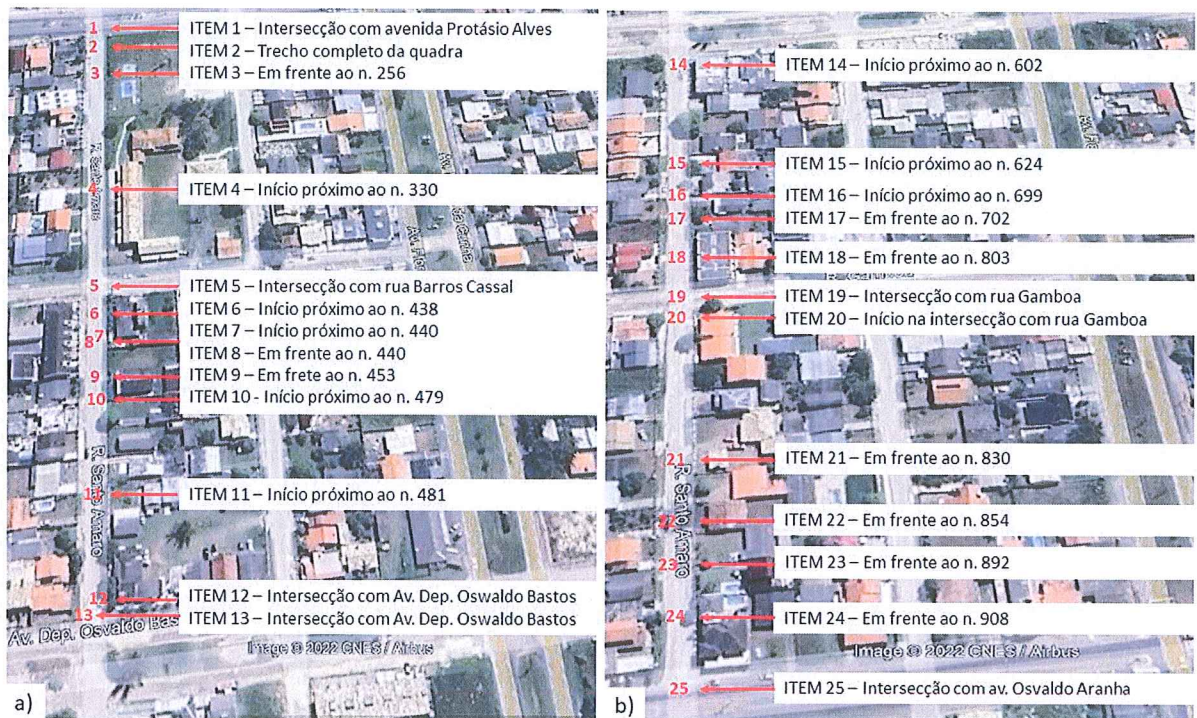 1
ITEM 1 – Intersecção com avenida Protásio Alves
2
ITEM 2 – Trecho completo da quadra
3
ITEM 3 – Em frente ao n. 256
R. Santo Amaro
4
ITEM 4 – Início próximo ao n. 330
5
ITEM 5 – Intersecção com rua Barros Cassal
6
ITEM 6 – Início próximo ao n. 438
7
ITEM 7 – Início próximo ao n. 440
8
ITEM 8 – Em frente ao n. 440
9
ITEM 9 – Em frete ao n. 453
10
ITEM 10 - Início próximo ao n. 479
R. Santo Amaro
11
ITEM 11 – Início próximo ao n. 481
12
ITEM 12 – Intersecção com Av. Dep. Oswaldo Bastos
13
ITEM 13 – Intersecção com Av. Dep. Oswaldo Bastos
Av. Dep. Osvaldo Bas
Image © 2022 CNES / Airbus
a)
14
ITEM 14 – Início próximo ao n. 602
15
ITEM 15 – Início próximo ao n. 624
16
ITEM 16 – Início próximo ao n. 699
17
ITEM 17 – Em frente ao n. 702
18
ITEM 18 – Em frente ao n. 803
19
ITEM 19 – Intersecção com rua Gamboa
20
ITEM 20 – Início na intersecção com rua Gamboa
21
ITEM 21 – Em frente ao n. 830
R. Santo Amaro
22
ITEM 22 – Em frente ao n. 854
23
ITEM 23 – Em frente ao n. 892
24
ITEM 24 – Em frente ao n. 908
Image © 2022 CNES / Airbus
25
ITEM 25 – Intersecção com av. Osvaldo Aranha
b)